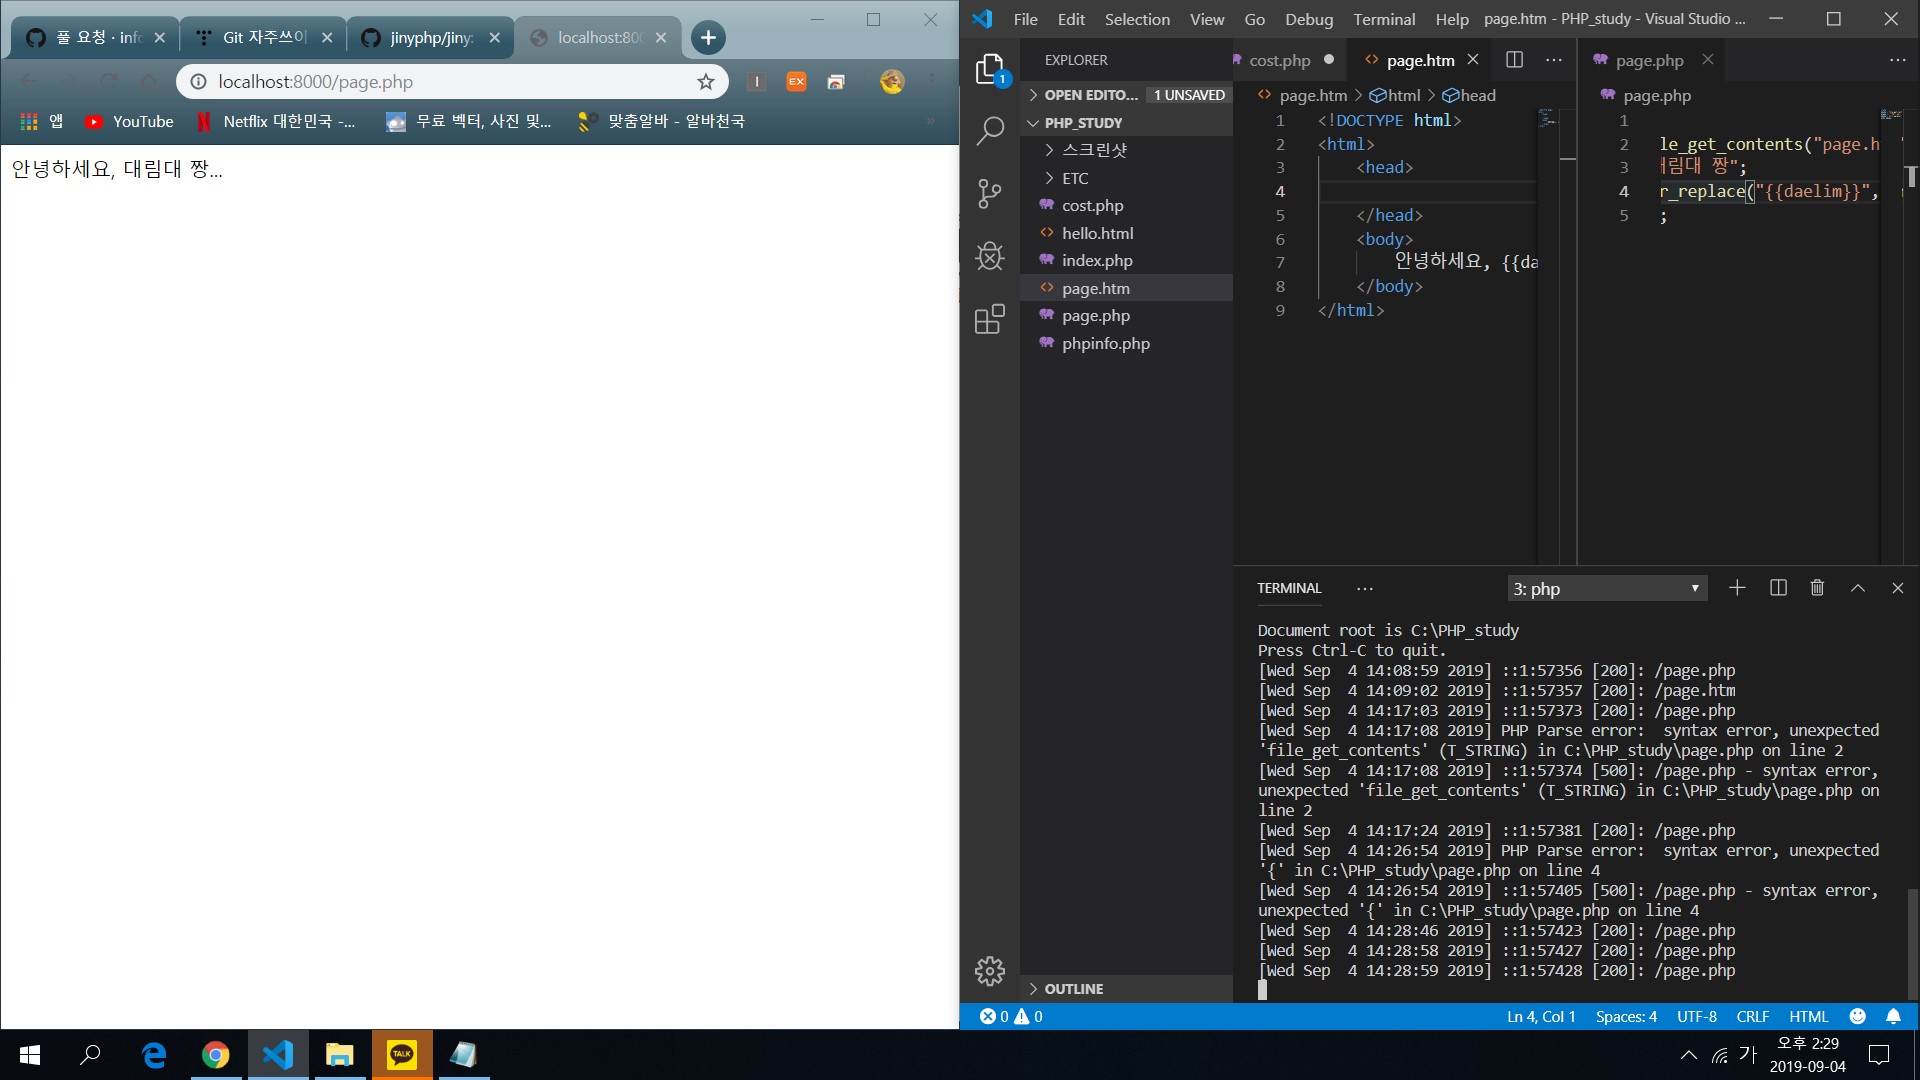 풀 요청 · info
Git 자주쓰이
jinyphp/jiny:
localhost:800
localhost:8000/page.php
EX
앱
YouTube
Netflix 대한민국 -...
무료 벡터, 사진 및...
맞춤알바 - 알바천국
안녕하세요, 대림대 짱...
File Edit Selection View Go Debug Terminal Help page.htm - PHP_study - Visual Studio ...
1
EXPLORER
OPEN EDITO... 1 UNSAVED
PHP_STUDY
스크린샷
ETC
cost.php
hello.html
index.php
page.htm
page.php
phpinfo.php
OUTLINE
cost.php
page.htm
page.htm > html > head
1 <!DOCTYPE html>
2 <html>
3 <head>
4
5 </head>
6 <body>
7 안녕하세요, {{da
8 </body>
9 </html>
page.php
page.php
1
2 le_get_contents("page.h
3 대림대 짱";
4 r_replace("{{daelim}}",
5 ;
TERMINAL
3: php
Document root is C:\PHP_study
Press Ctrl-C to quit.
[Wed Sep  4 14:08:59 2019] ::1:57356 [200]: /page.php
[Wed Sep  4 14:09:02 2019] ::1:57357 [200]: /page.htm
[Wed Sep  4 14:17:03 2019] ::1:57373 [200]: /page.php
[Wed Sep  4 14:17:08 2019] PHP Parse error:  syntax error, unexpected
'file_get_contents' (T_STRING) in C:\PHP_study\page.php on line 2
[Wed Sep  4 14:17:08 2019] ::1:57374 [500]: /page.php - syntax error,
unexpected 'file_get_contents' (T_STRING) in C:\PHP_study\page.php on
line 2
[Wed Sep  4 14:17:24 2019] ::1:57381 [200]: /page.php
[Wed Sep  4 14:26:54 2019] PHP Parse error:  syntax error, unexpected
'{' in C:\PHP_study\page.php on line 4
[Wed Sep  4 14:26:54 2019] ::1:57405 [500]: /page.php - syntax error,
unexpected '{' in C:\PHP_study\page.php on line 4
[Wed Sep  4 14:28:46 2019] ::1:57423 [200]: /page.php
[Wed Sep  4 14:28:58 2019] ::1:57427 [200]: /page.php
[Wed Sep  4 14:28:59 2019] ::1:57428 [200]: /page.php
0 0
Ln 4, Col 1 Spaces: 4 UTF-8 CRLF HTML
TALK
가
오후 2:29
2019-09-04